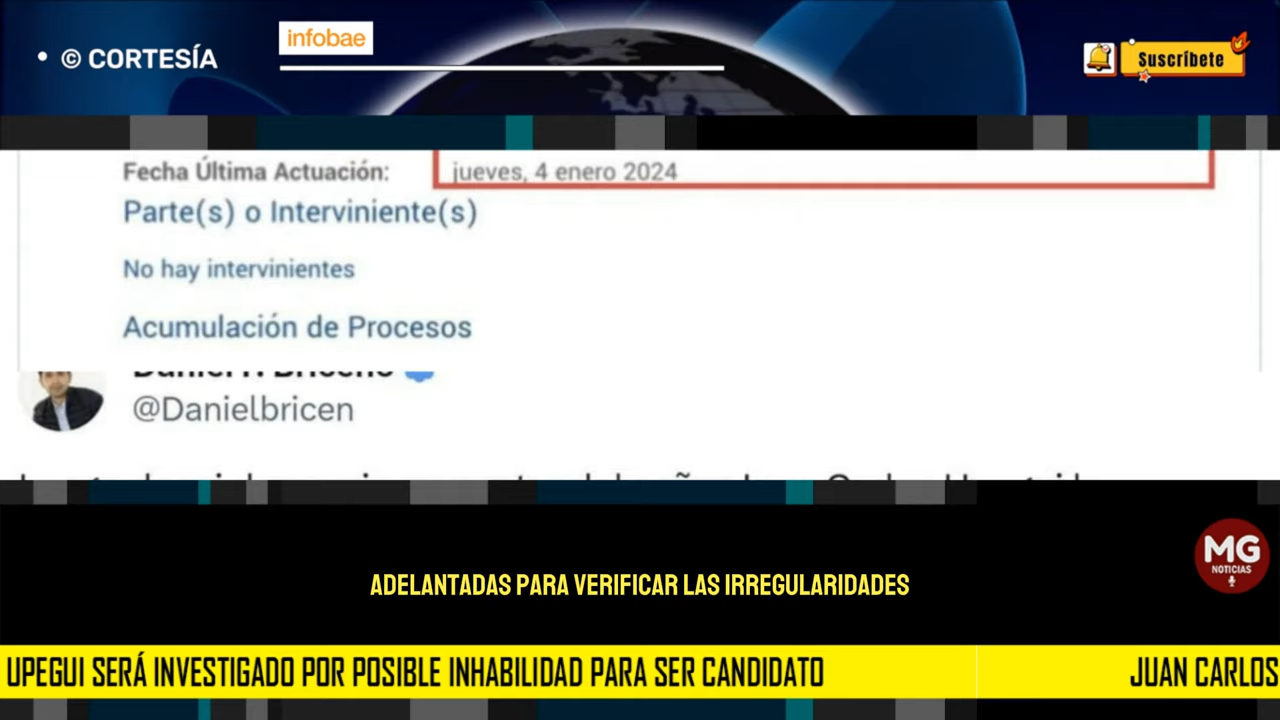 • © CORTESÍA
infobae
Suscríbete
Fecha Última Actuación: jueves, 4 enero 2024
Parte(s) o Interviniente(s)
No hay intervinientes
Acumulación de Procesos
@Danielbricen
MG
NOTICIAS
ADELANTADAS PARA VERIFICAR LAS IRREGULARIDADES
UPEGUI SERÁ INVESTIGADO POR POSIBLE INHABILIDAD PARA SER CANDIDATO
JUAN CARLOS